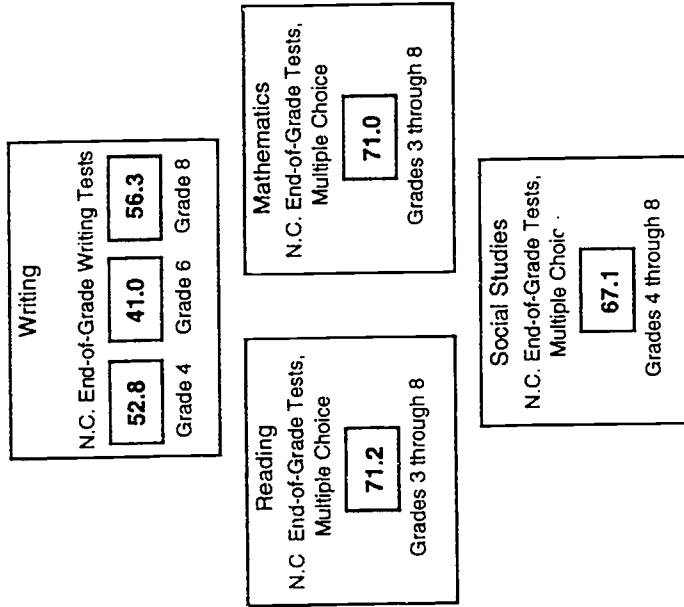 Writing
N.C. End-of-Grade Writing Tests
52.8 41.0 56.3
Grade 4 Grade 6 Grade 8
Reading
N.C End-of-Grade Tests,
Multiple Choice
71.2
Grades 3 through 8
Mathematics
N.C. End-of-Grade Tests,
Multiple Choice
71.0
Grades 3 through 8
Social Studies
N.C. End-of-Grade Tests,
Multiple Choic
67.1
Grades 4 through 8